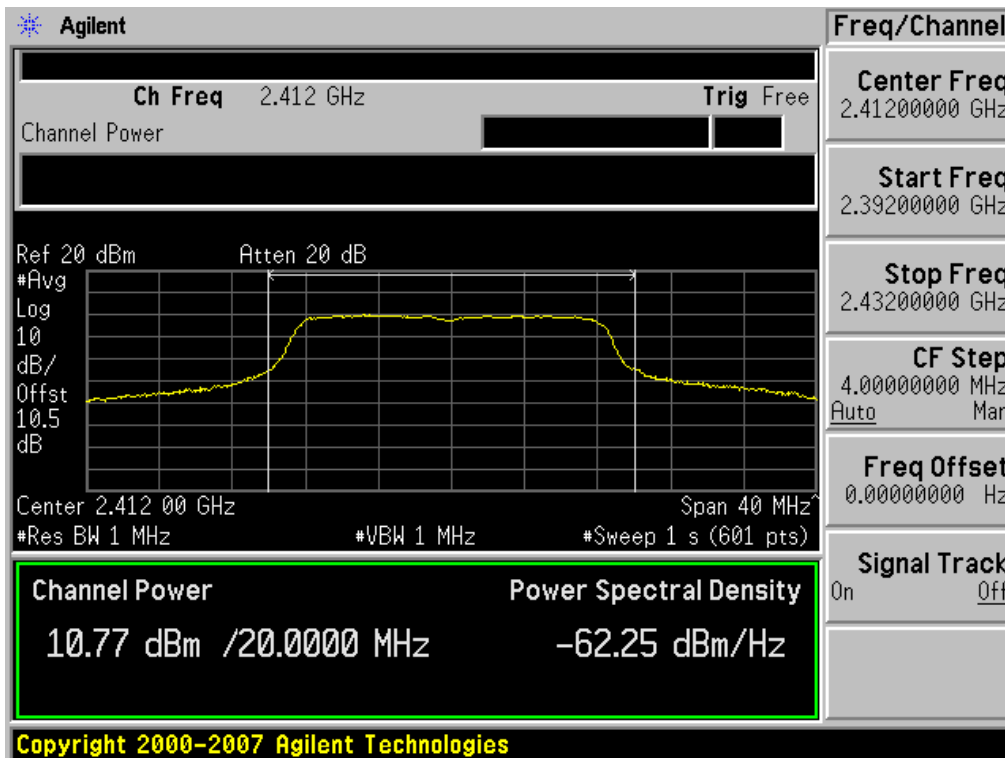 Agilent
Freq/Channel
Ch Freq 2.412 GHz Trig Free
Channel Power
Center Freq
2.41200000 GHz
Start Freq
2.39200000 GHz
Stop Freq
2.43200000 GHz
CF Step
4.00000000 MHz
Auto Man
Freq Offset
0.00000000 Hz
Signal Track
On Off
Ref 20 dBm Atten 20 dB
#Avg
Log
10
dB/
Offst
10.5
dB
Center 2.412 00 GHz Span 40 MHz^
#Res BW 1 MHz #VBW 1 MHz #Sweep 1 s (601 pts)
Channel Power Power Spectral Density
10.77 dBm /20.0000 MHz -62.25 dBm/Hz
Copyright 2000-2007 Agilent Technologies